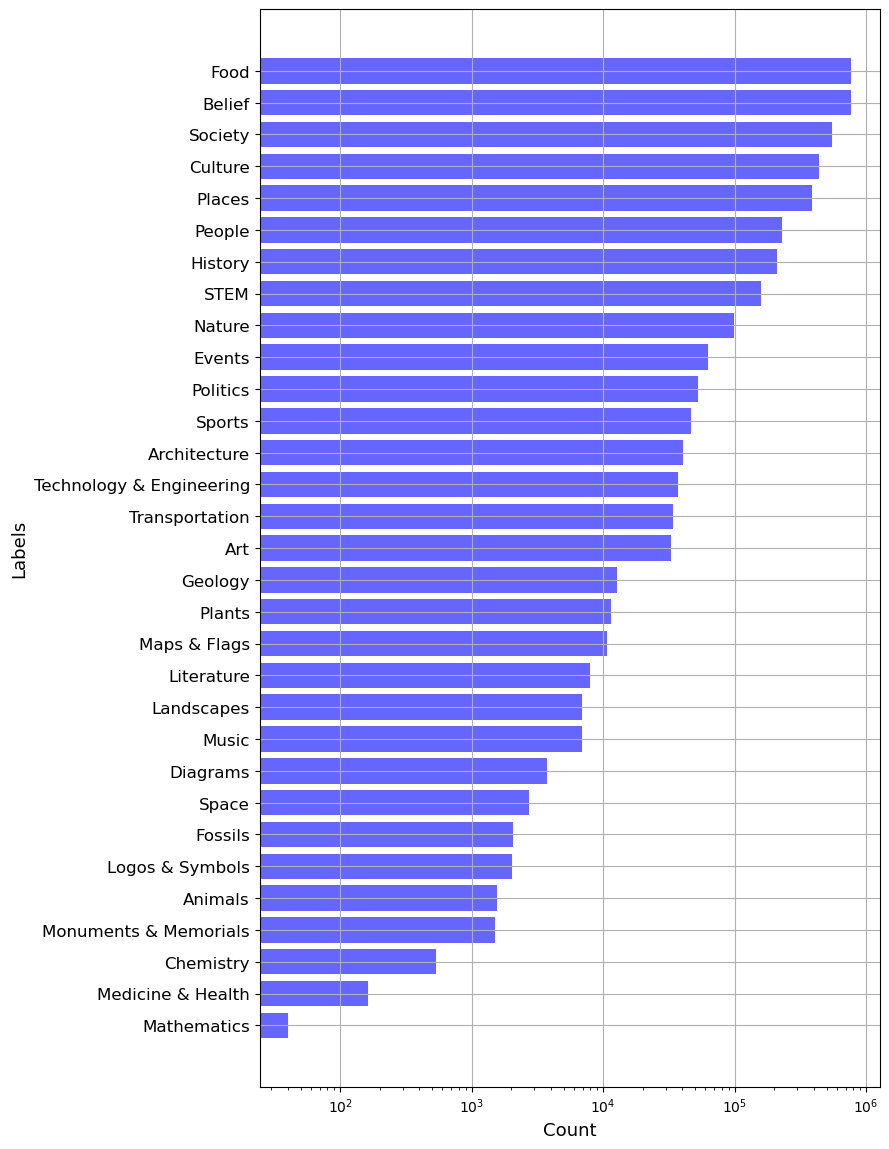 Food
Belief
Society
Culture
Places
People
History
STEM
Nature
Events
Politics
Sports
Architecture
Technology & Engineering
Transportation
Art
Geology
Plants
Maps & Flags
Literature
Landscapes
Music
Diagrams
Space
Fossils
Logos & Symbols
Animals
Monuments & Memorials
Chemistry
Medicine & Health
Mathematics
Labels
10² 10³ 10⁴ 10⁵ 10⁶
Count